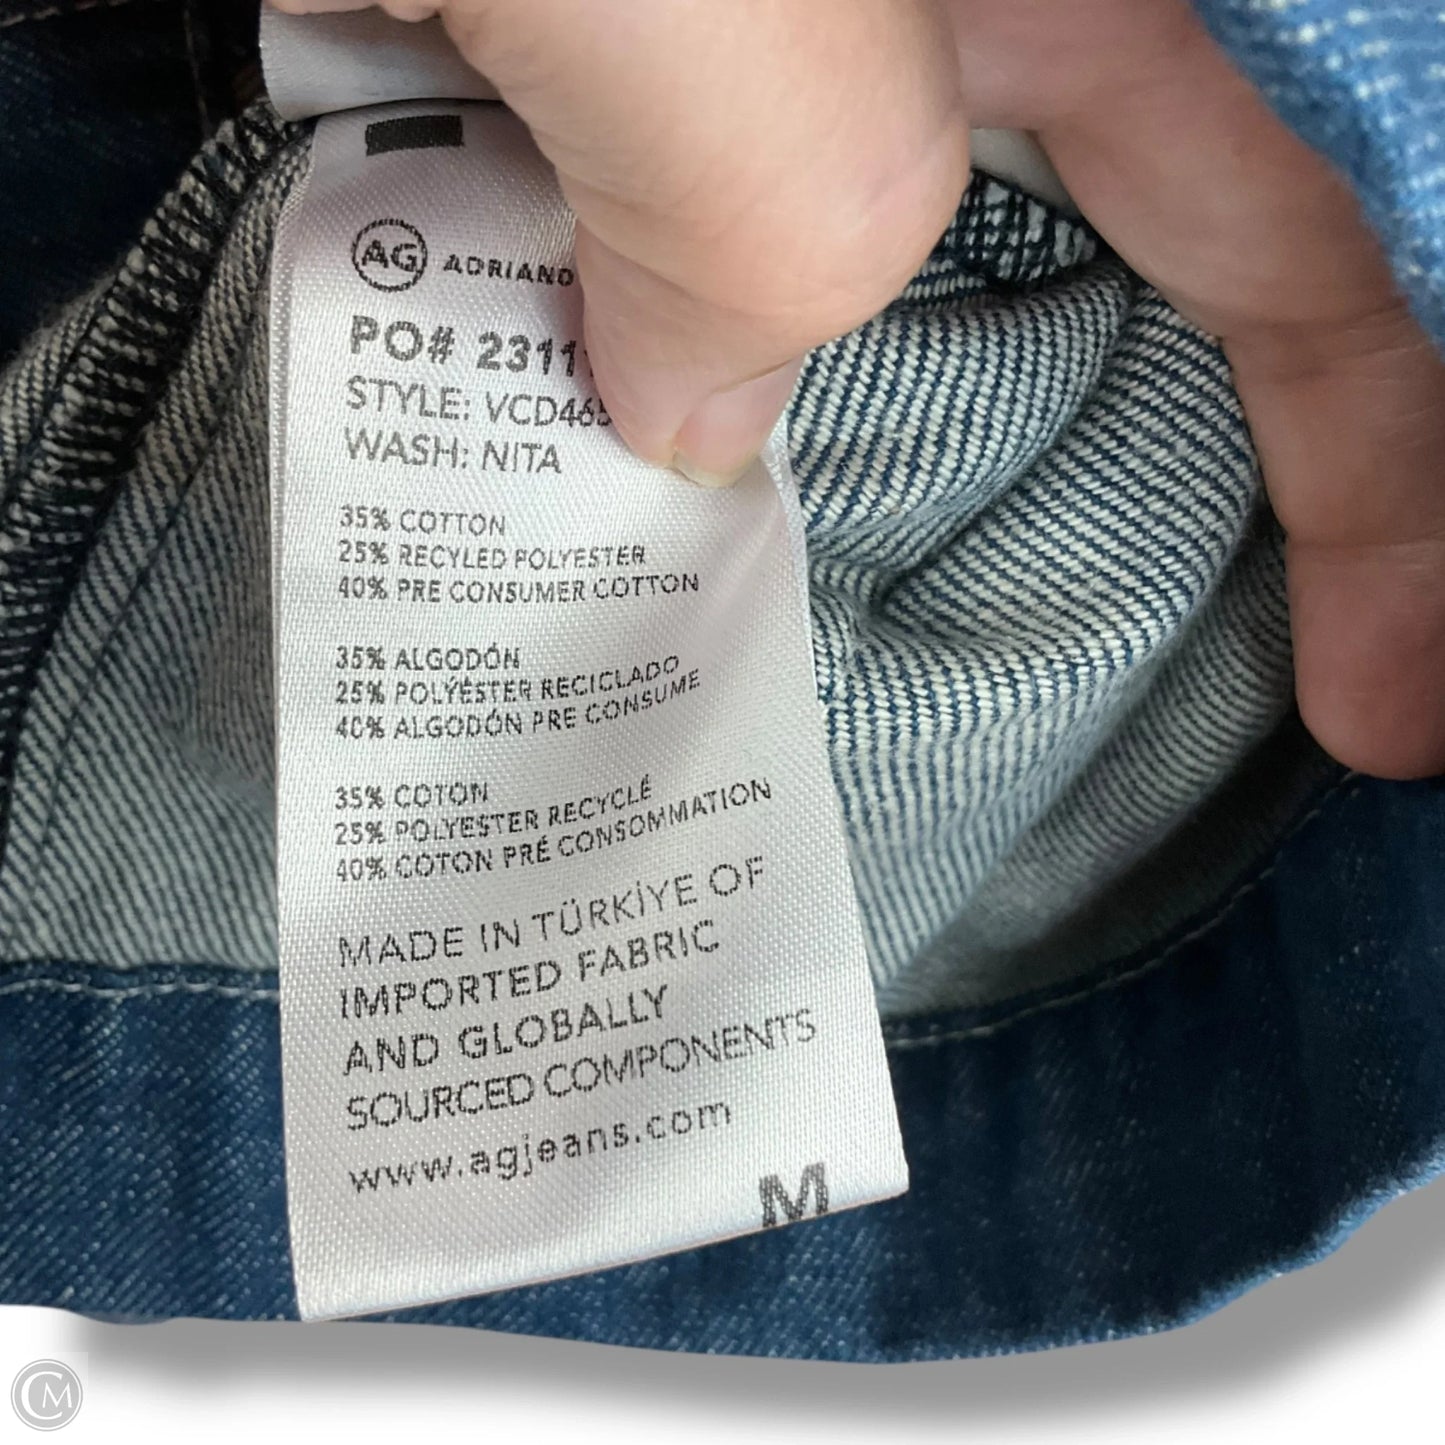 AG ADRIANO
PO# 2311
STYLE: VCD465
WASH: NITA
35% COTTON
25% RECYLED POLYESTER
40% PRE CONSUMER COTTON
35% ALGODÓN
25% POLÝÉSTER RECICLADO
40% ALGODÓN PRE CONSUME
35% COTON
25% POLYESTER RECYCLÉ
40% COTON PRÉ CONSOMMATION
MADE IN TÜRKİYE OF
IMPORTED FABRIC
AND GLOBALLY
SOURCED COMPONENTS
www.agjeans.com
M
CM